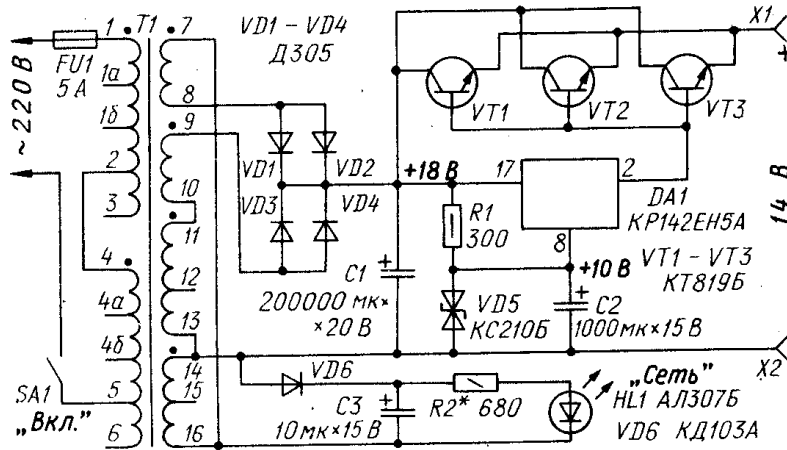 1 T1 7
VD1 – VD4
Д305
X1
+
FU1
5 А
1а
1б
2
3
~220 В
8
9
10
VD1
VD2
VD3
VD4
+18 В
17
2
VT1
VT2
VT3
DA1
КР142ЕН5А
8
14 В
R1
300
+10 В
VT1 – VT3
КТ819Б
4
4а
4б
5
6
11
12
13
14
15
16
C1
+
200000 мк×
×20 В
VD5
КС210Б
+
C2
1000мк×15 В
X2
SA1
„Вкл.“
VD6
C3
+
10мк×15 В
R2* 680
„Сеть“
HL1 АЛ307Б
VD6 КД103А